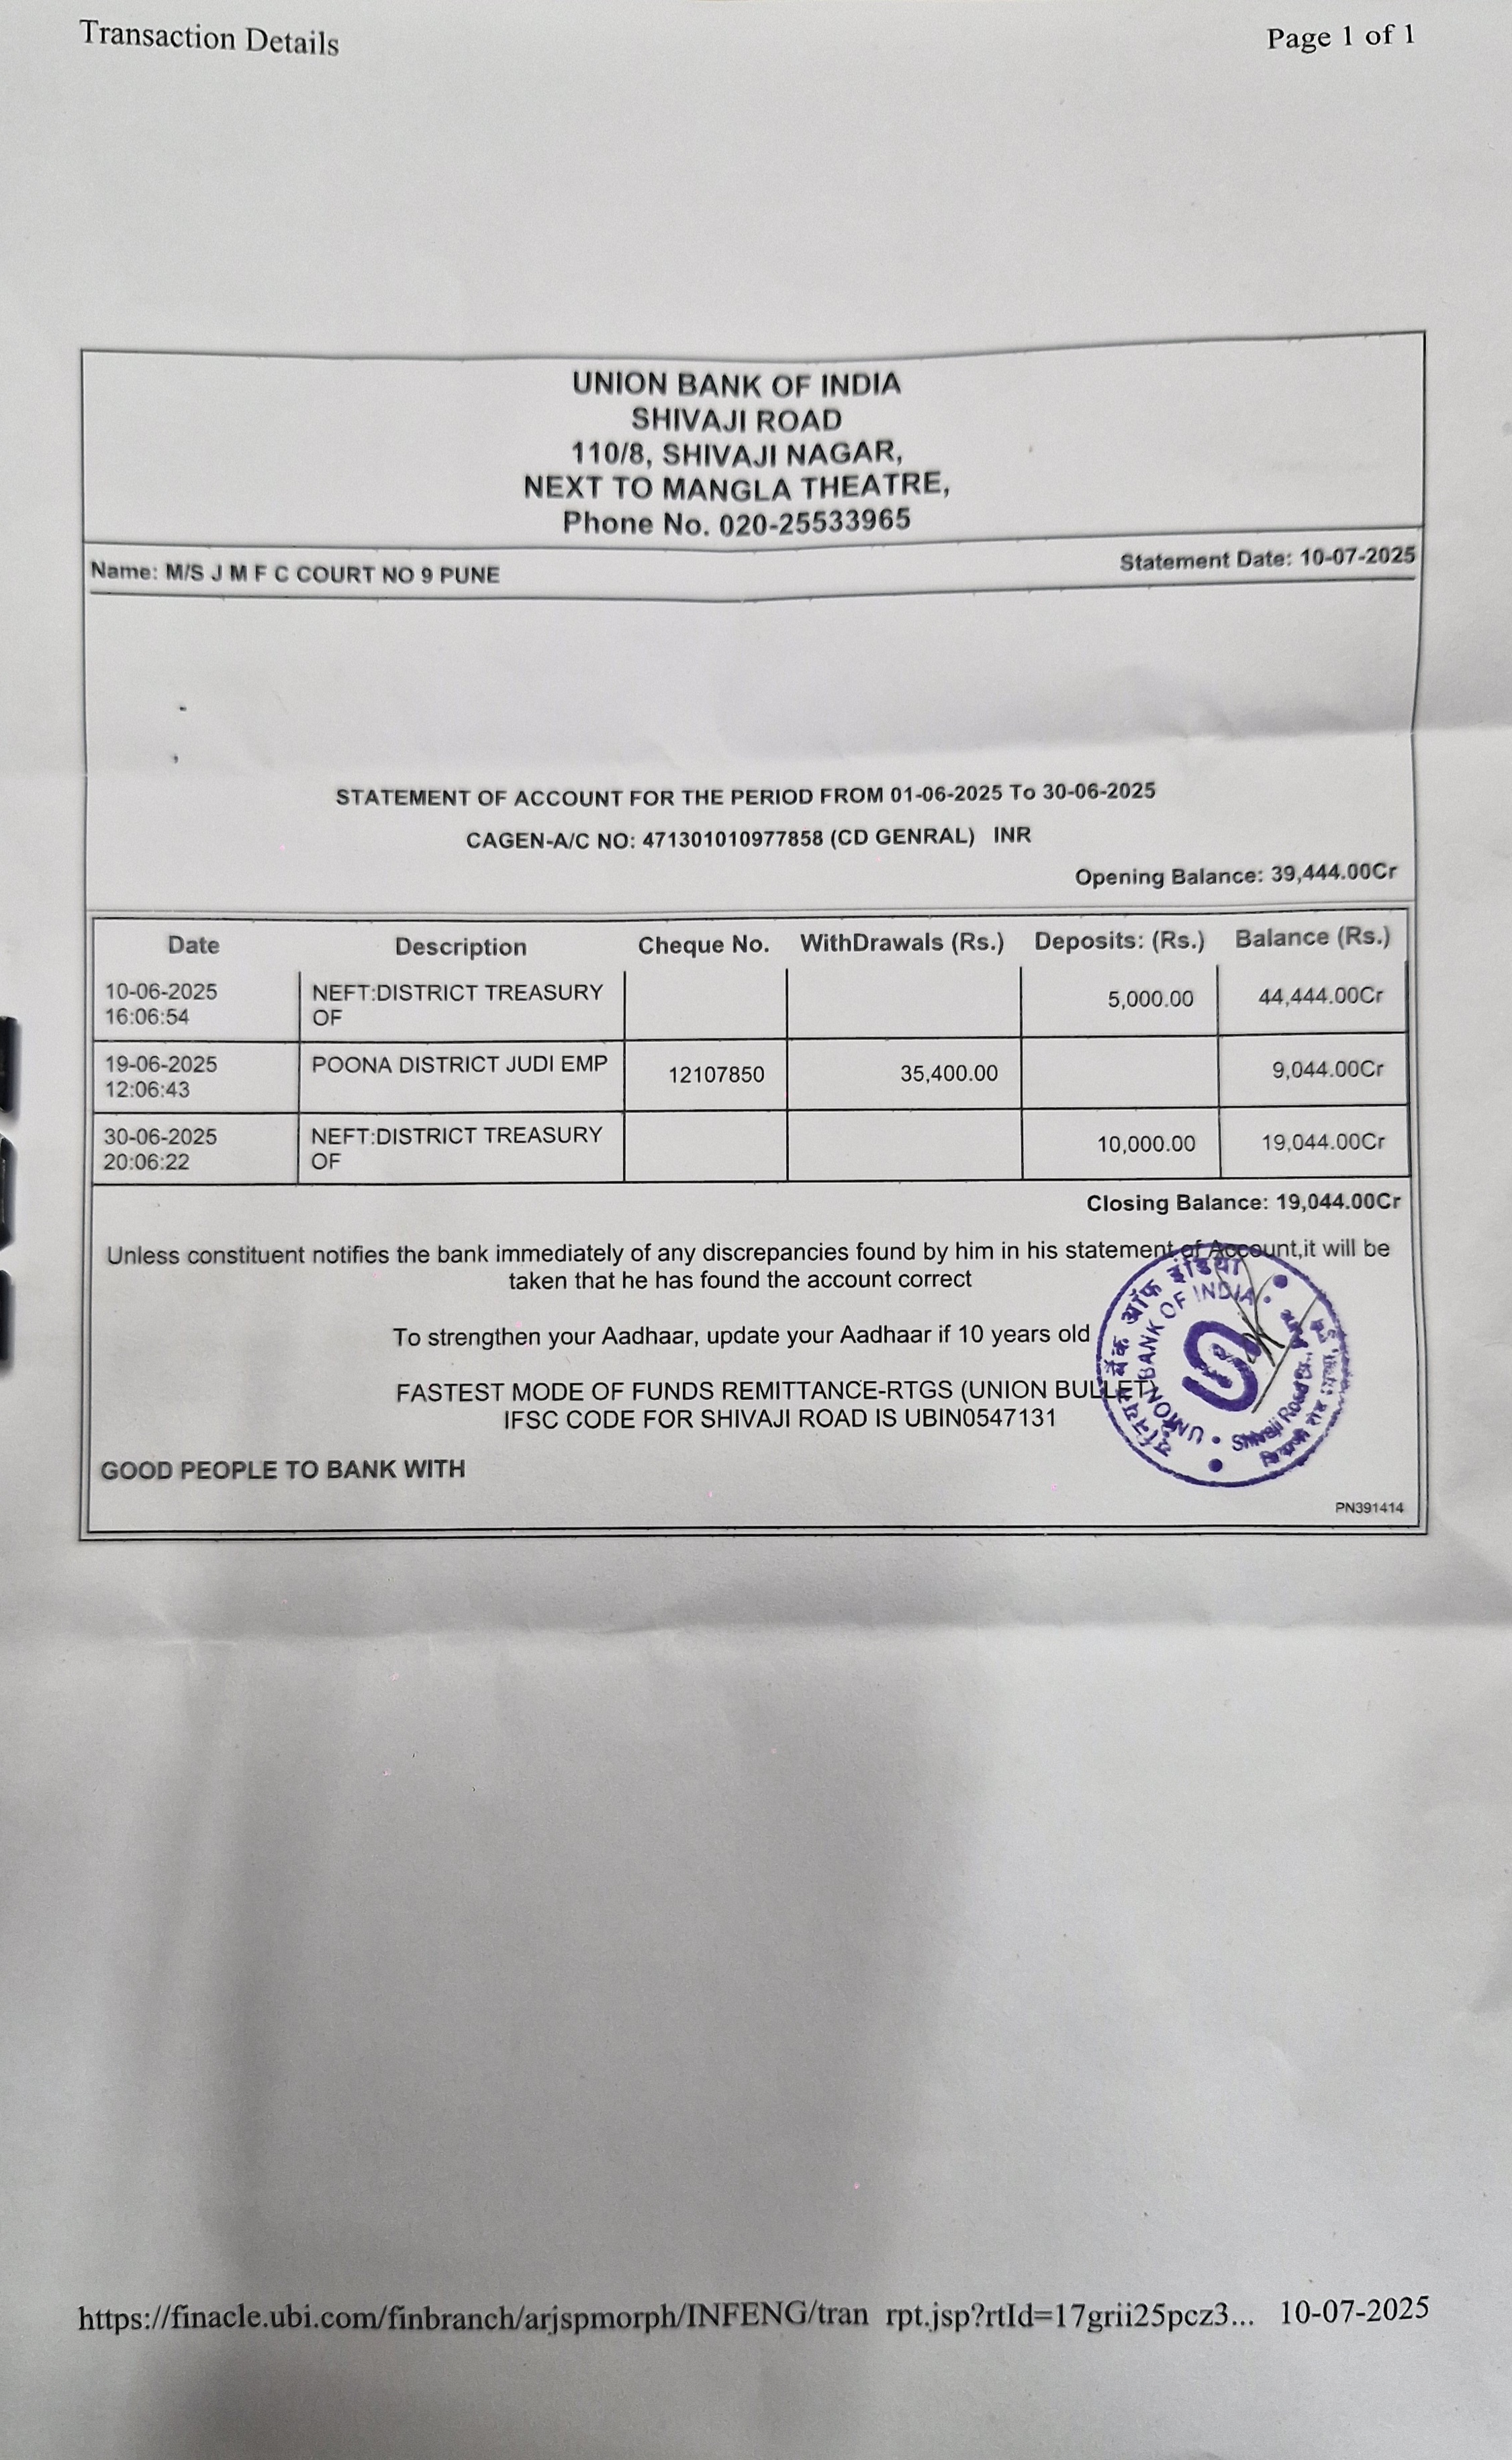 Transaction Details
Page 1 of 1
UNION BANK OF INDIA
SHIVAJI ROAD
110/8, SHIVAJI NAGAR,
NEXT TO MANGLA THEATRE,
Phone No. 020-25533965
Name: M/S J M F C COURT NO 9 PUNE
Statement Date: 10-07-2025
STATEMENT OF ACCOUNT FOR THE PERIOD FROM 01-06-2025 To 30-06-2025
CAGEN-A/C NO: 471301010977858 (CD GENRAL) INR
Opening Balance: 39,444.00Cr
Date Description Cheque No. WithDrawals (Rs.) Deposits: (Rs.) Balance (Rs.)
10-06-2025 16:06:54 NEFT:DISTRICT TREASURY OF 5,000.00 44,444.00Cr
19-06-2025 12:06:43 POONA DISTRICT JUDI EMP 12107850 35,400.00 9,044.00Cr
30-06-2025 20:06:22 NEFT:DISTRICT TREASURY OF 10,000.00 19,044.00Cr
Closing Balance: 19,044.00Cr
Unless constituent notifies the bank immediately of any discrepancies found by him in his statement of Account,it will be
taken that he has found the account correct
To strengthen your Aadhaar, update your Aadhaar if 10 years old
FASTEST MODE OF FUNDS REMITTANCE-RTGS (UNION BULLET)
IFSC CODE FOR SHIVAJI ROAD IS UBIN0547131
GOOD PEOPLE TO BANK WITH
यूनियन बैंक ऑफ इंडिया
UNION BANK OF INDIA
Shivaji Road Br.,
PN391414
https://finacle.ubi.com/finbranch/arjspmorph/INFENG/tran rpt.jsp?rtId=17grii25pcz3... 10-07-2025